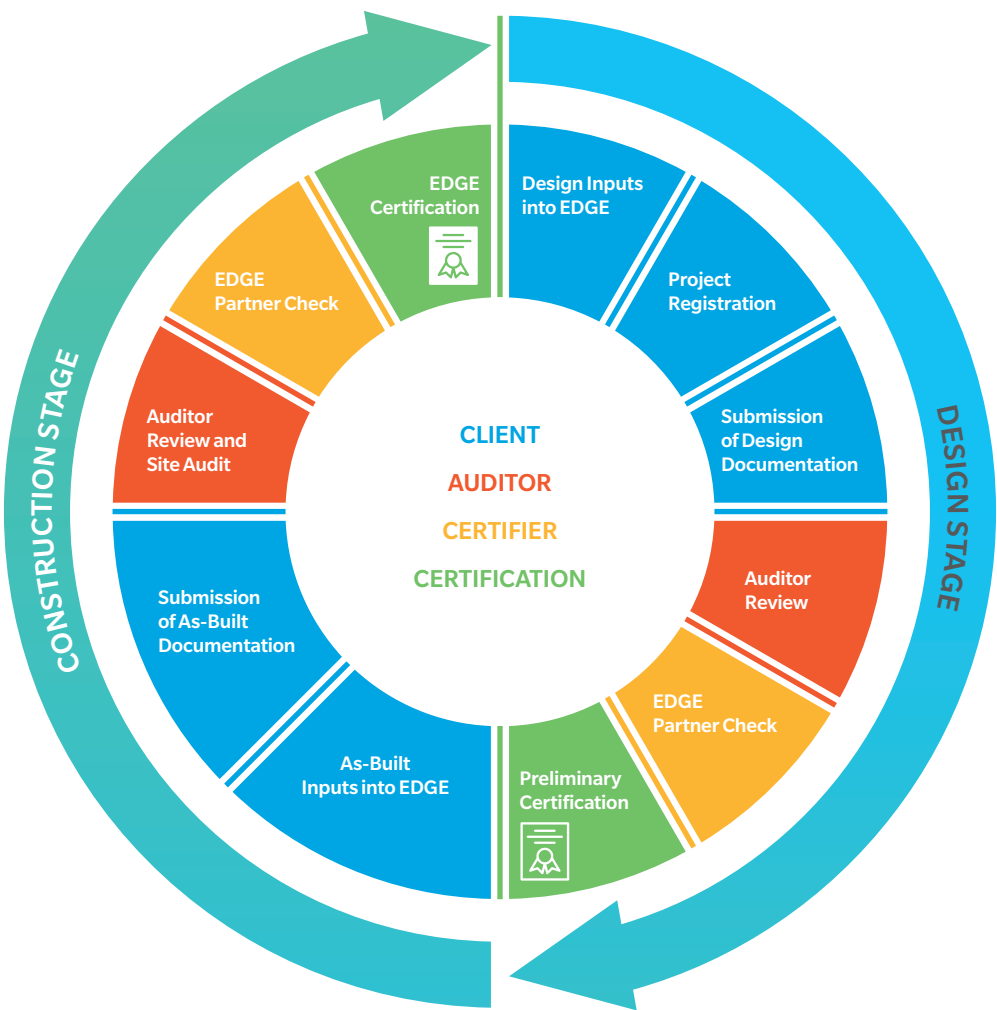 Design Inputs
into EDGE
Project
Registration
Submission
of Design
Documentation
Auditor
Review
EDGE
Partner Check
Preliminary
Certification
As-Built
Inputs into EDGE
Submission
of As-Built
Documentation
Auditor
Review and
Site Audit
EDGE
Partner Check
EDGE
Certification
CLIENT
AUDITOR
CERTIFIER
CERTIFICATION
DESIGN STAGE
CONSTRUCTION STAGE